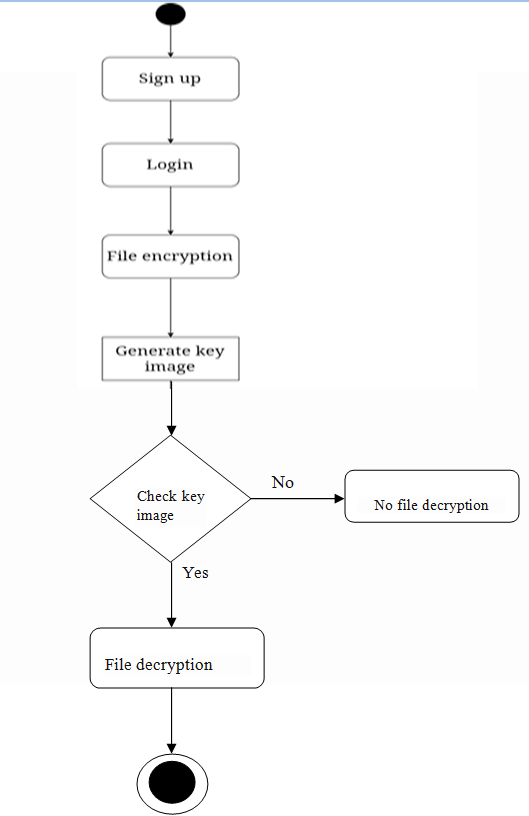 Sign up
Login
File encryption
Generate key
image
Check key
image
No
No file decryption
Yes
File decryption